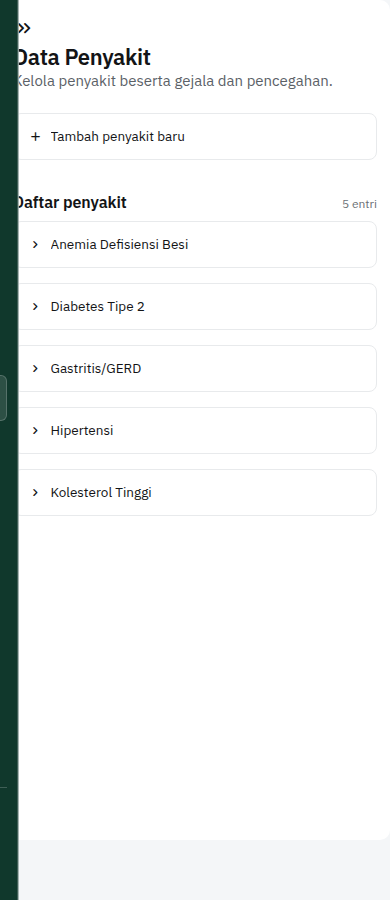 Data Penyakit
Kelola penyakit beserta gejala dan pencegahan.
Tambah penyakit baru
Daftar penyakit
5 entri
Anemia Defisiensi Besi
Diabetes Tipe 2
Gastritis/GERD
Hipertensi
Kolesterol Tinggi